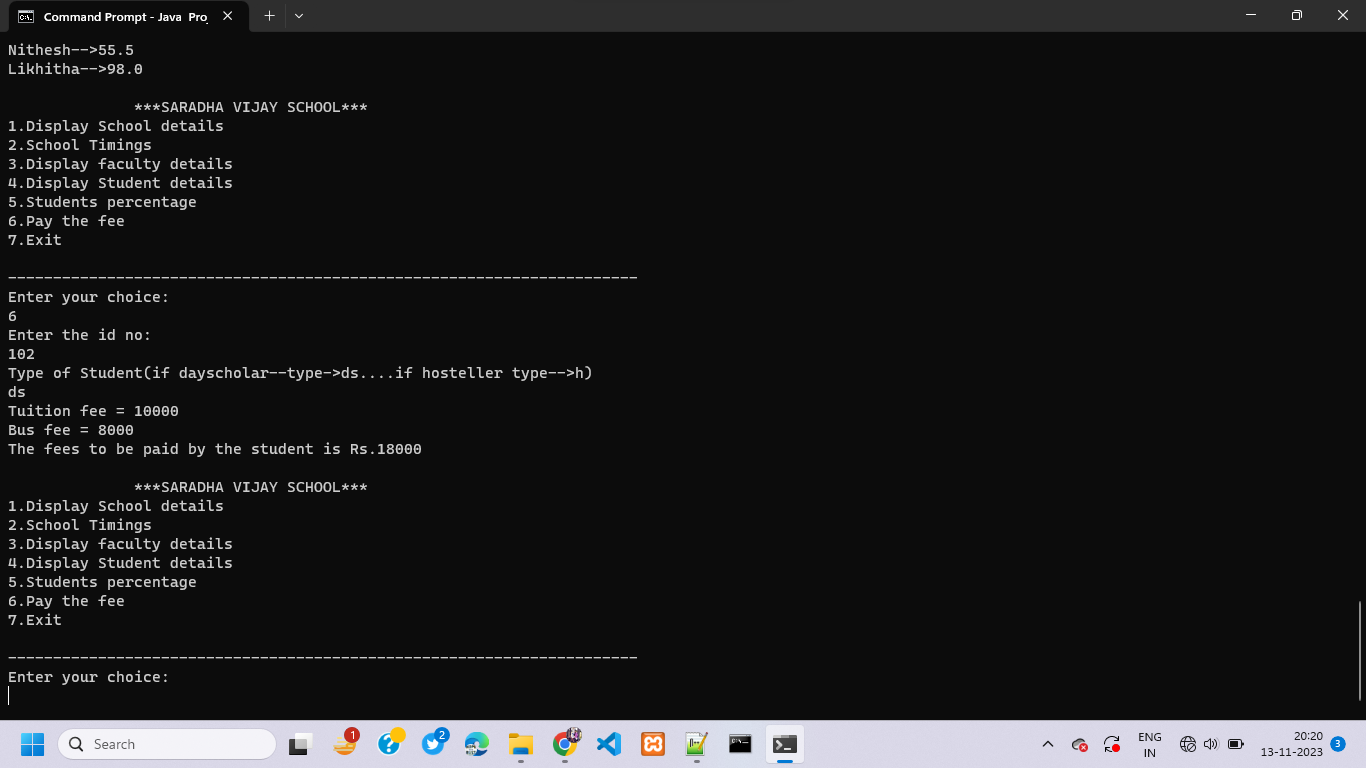 Command Prompt - Java Pro
Nithesh-->55.5
Likhitha-->98.0
***SARADHA VIJAY SCHOOL***
1.Display School details
2.School Timings
3.Display faculty details
4.Display Student details
5.Students percentage
6.Pay the fee
7.Exit
----------------------------------------------------------------------
Enter your choice:
6
Enter the id no:
102
Type of Student(if dayscholar--type->ds....if hosteller type-->h)
ds
Tuition fee = 10000
Bus fee = 8000
The fees to be paid by the student is Rs.18000
***SARADHA VIJAY SCHOOL***
1.Display School details
2.School Timings
3.Display faculty details
4.Display Student details
5.Students percentage
6.Pay the fee
7.Exit
----------------------------------------------------------------------
Enter your choice:
Search
1
2
ENG
IN
20:20
13-11-2023
3